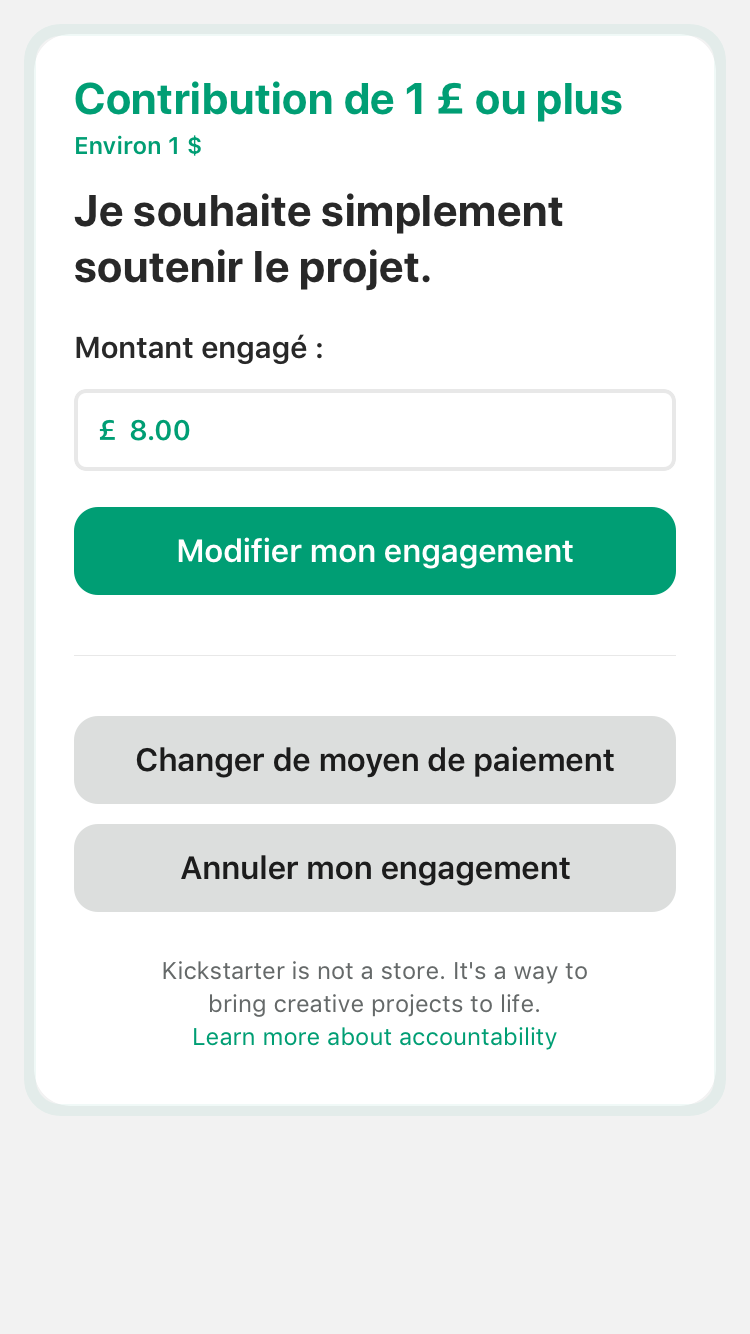 Contribution de 1 £ ou plus
Environ 1 $
Je souhaite simplement
soutenir le projet.
Montant engagé :
£ 8.00
Modifier mon engagement
Changer de moyen de paiement
Annuler mon engagement
Kickstarter is not a store. It's a way to
bring creative projects to life.
Learn more about accountability